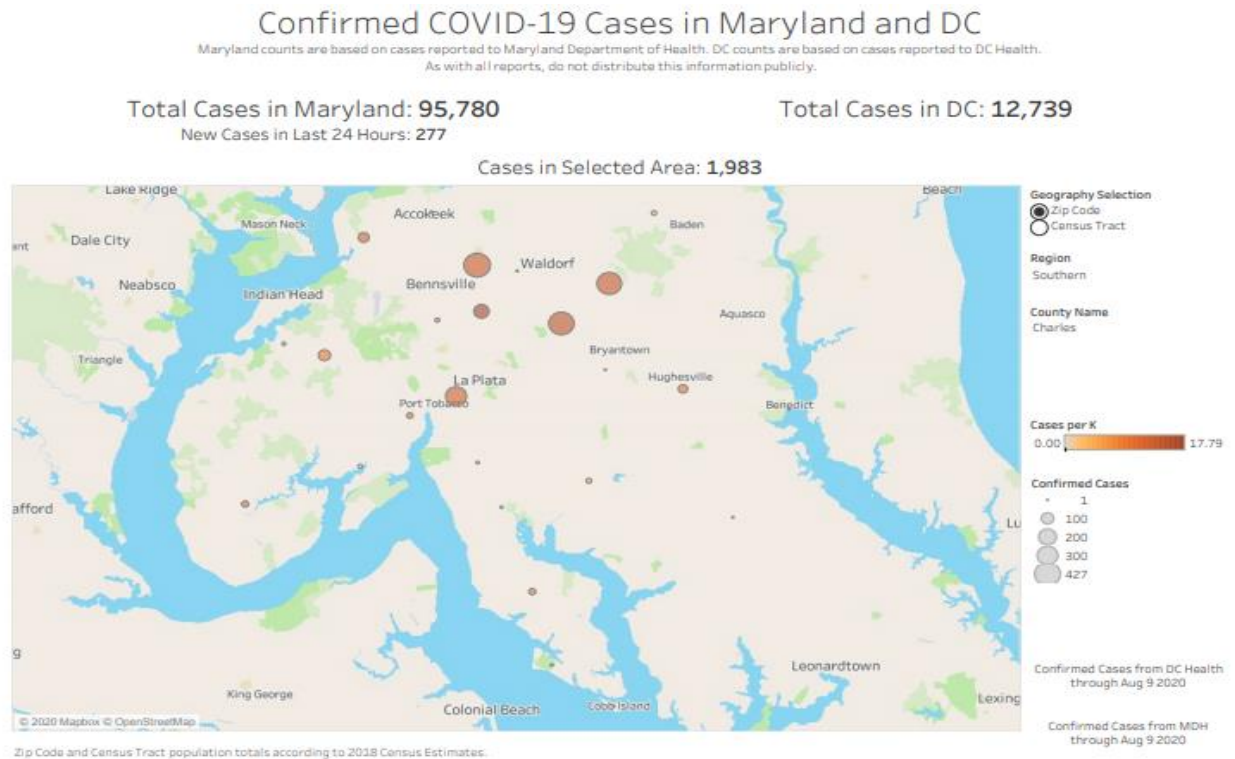 Confirmed COVID-19 Cases in Maryland and DC
Maryland counts are based on cases reported to Maryland Department of Health. DC counts are based on cases reported to DC Health.
As with all reports, do not distribute this information publicly.
Total Cases in Maryland: 95,780
New Cases in Last 24 Hours: 277
Total Cases in DC: 12,739
Cases in Selected Area: 1,983
Lake Ridge
Beach
Accokeek
Mason Neck
Baden
ant
Dale City
Waldorf
Neabsco
Bennsville
Indian Head
Aquasco
Triangle
Bryantown
La Plata
Hughesville
Port Tobacco
Benedict
afford
Lu
g
Leonardtown
King George
Colonial Beach
Cobb Island
Lexing
© 2020 Mapbox © OpenStreetMap
Geography Selection
Zip Code
Census Tract
Region
Southern
County Name
Charles
Cases per K
0.00 17.79
Confirmed Cases
1
100
200
300
427
Confirmed Cases from DC Health
through Aug 9 2020
Confirmed Cases from MDH
through Aug 9 2020
Zip Code and Census Tract population totals according to 2018 Census Estimates.